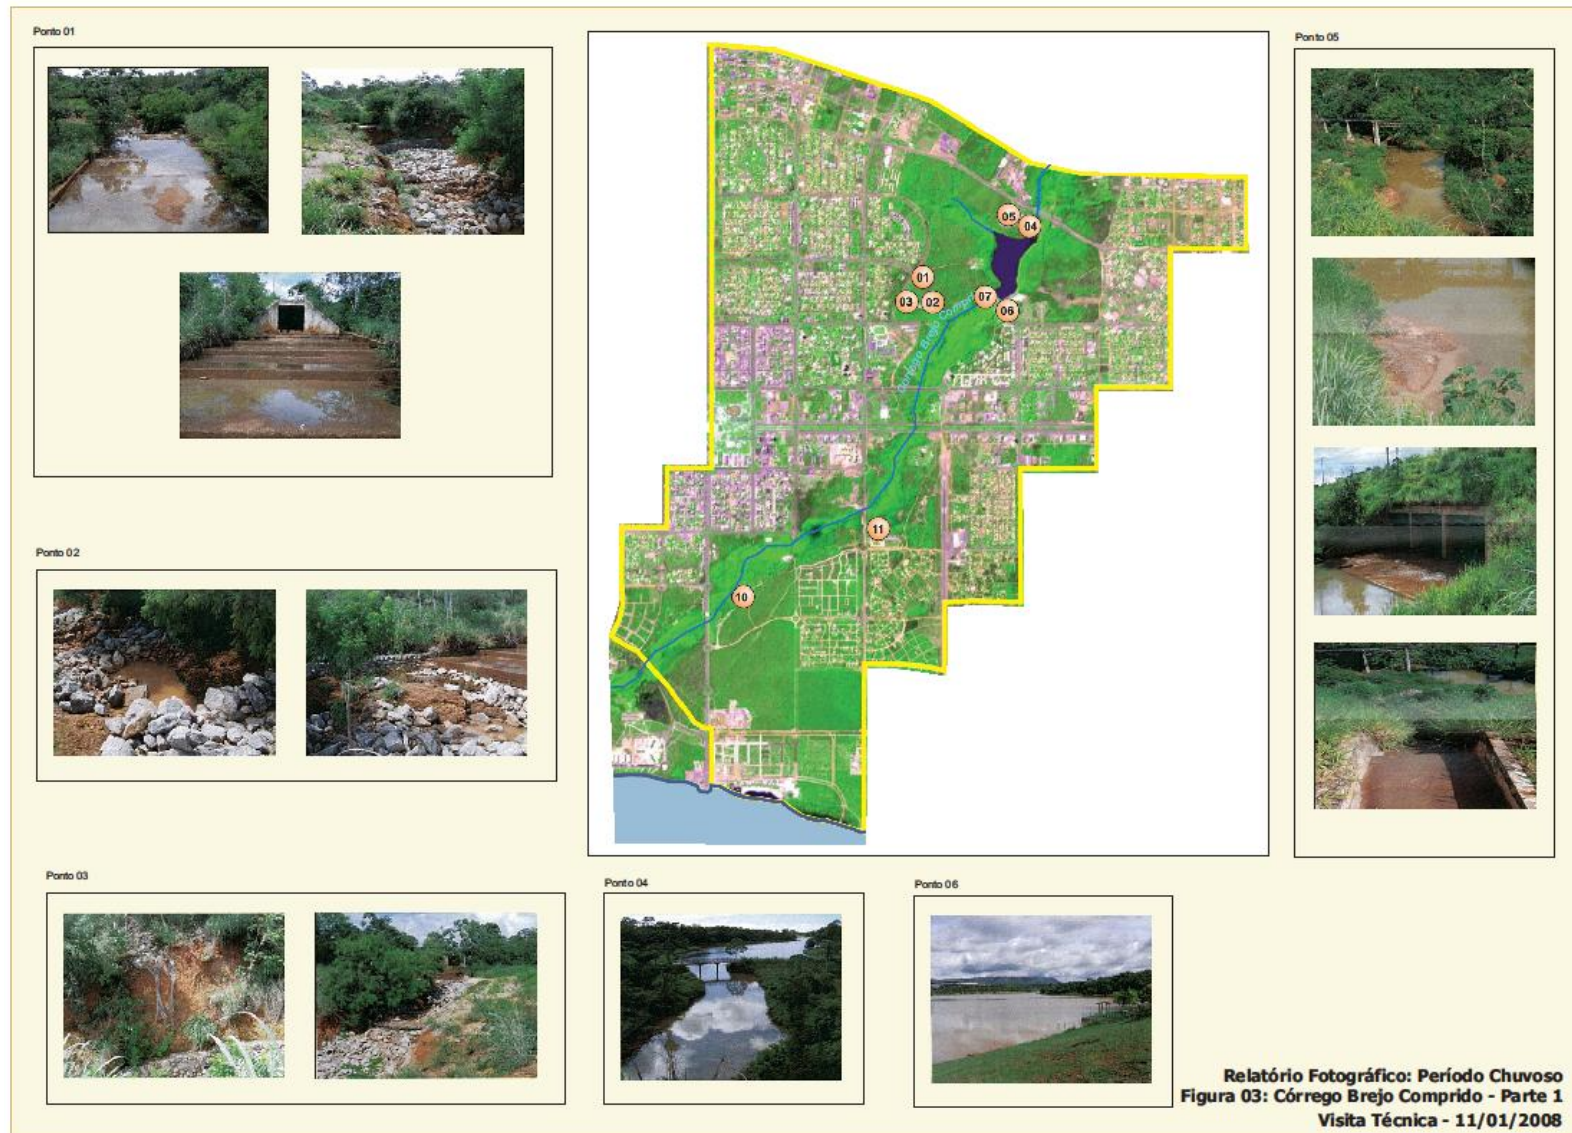 Ponto 01
Ponto 05
05
04
01
03
02
07
06
Córrego Brejo Comprido
11
10
Ponto 02
Ponto 03
Ponto 04
Ponto 06
Relatório Fotográfico: Período Chuvoso
Figura 03: Córrego Brejo Comprido - Parte 1
Visita Técnica - 11/01/2008